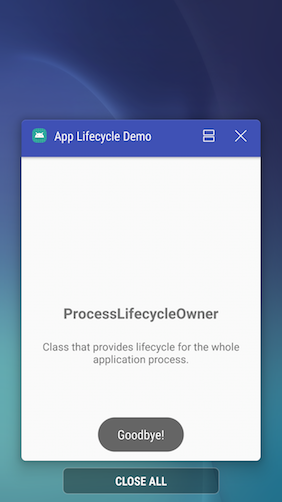 App Lifecycle Demo
ProcessLifecycleOwner
Class that provides lifecycle for the whole
application process.
Goodbye!
CLOSE ALL